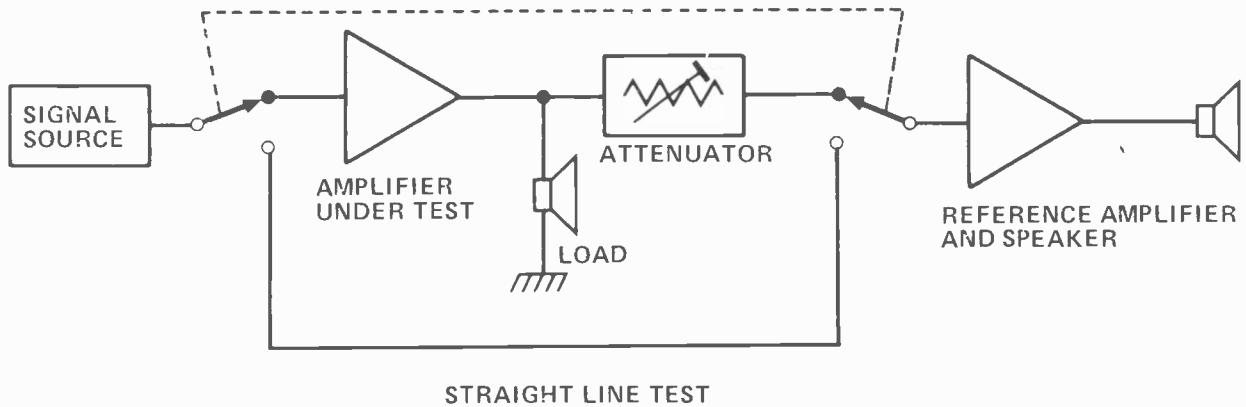 SIGNAL
SOURCE
AMPLIFIER
UNDER TEST
LOAD
ATTENUATOR
REFERENCE AMPLIFIER
AND SPEAKER
STRAIGHT LINE TEST